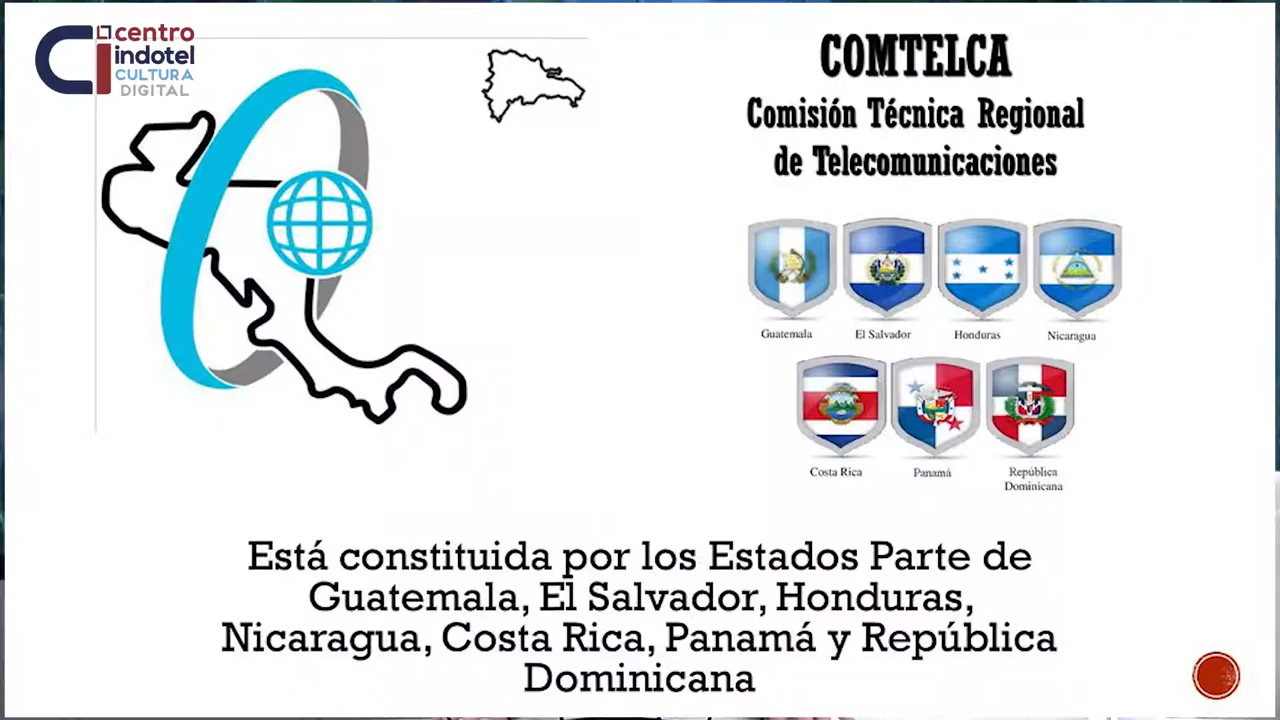 centro
indotel
CULTURA
DIGITAL
COMTELCA
Comisión Técnica Regional
de Telecomunicaciones
Guatemala
El Salvador
Honduras
Nicaragua
Costa Rica
Panamá
República
Dominicana
Está constituida por los Estados Parte de
Guatemala, El Salvador, Honduras,
Nicaragua, Costa Rica, Panamá y República
Dominicana